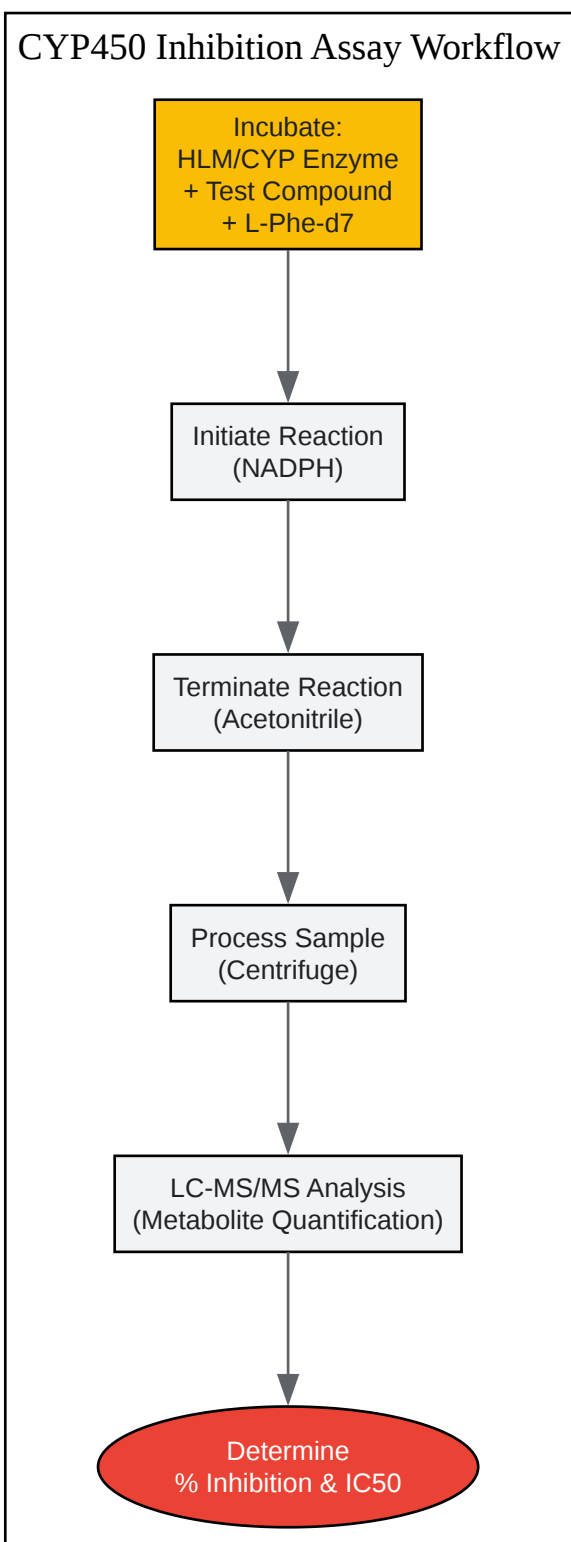 CYP450 Inhibition Assay Workflow
Incubate:
HLM/CYP Enzyme
+ Test Compound
+ L-Phe-d7
Initiate Reaction
(NADPH)
Terminate Reaction
(Acetonitrile)
Process Sample
(Centrifuge)
LC-MS/MS Analysis
(Metabolite Quantification)
Determine
% Inhibition & IC50